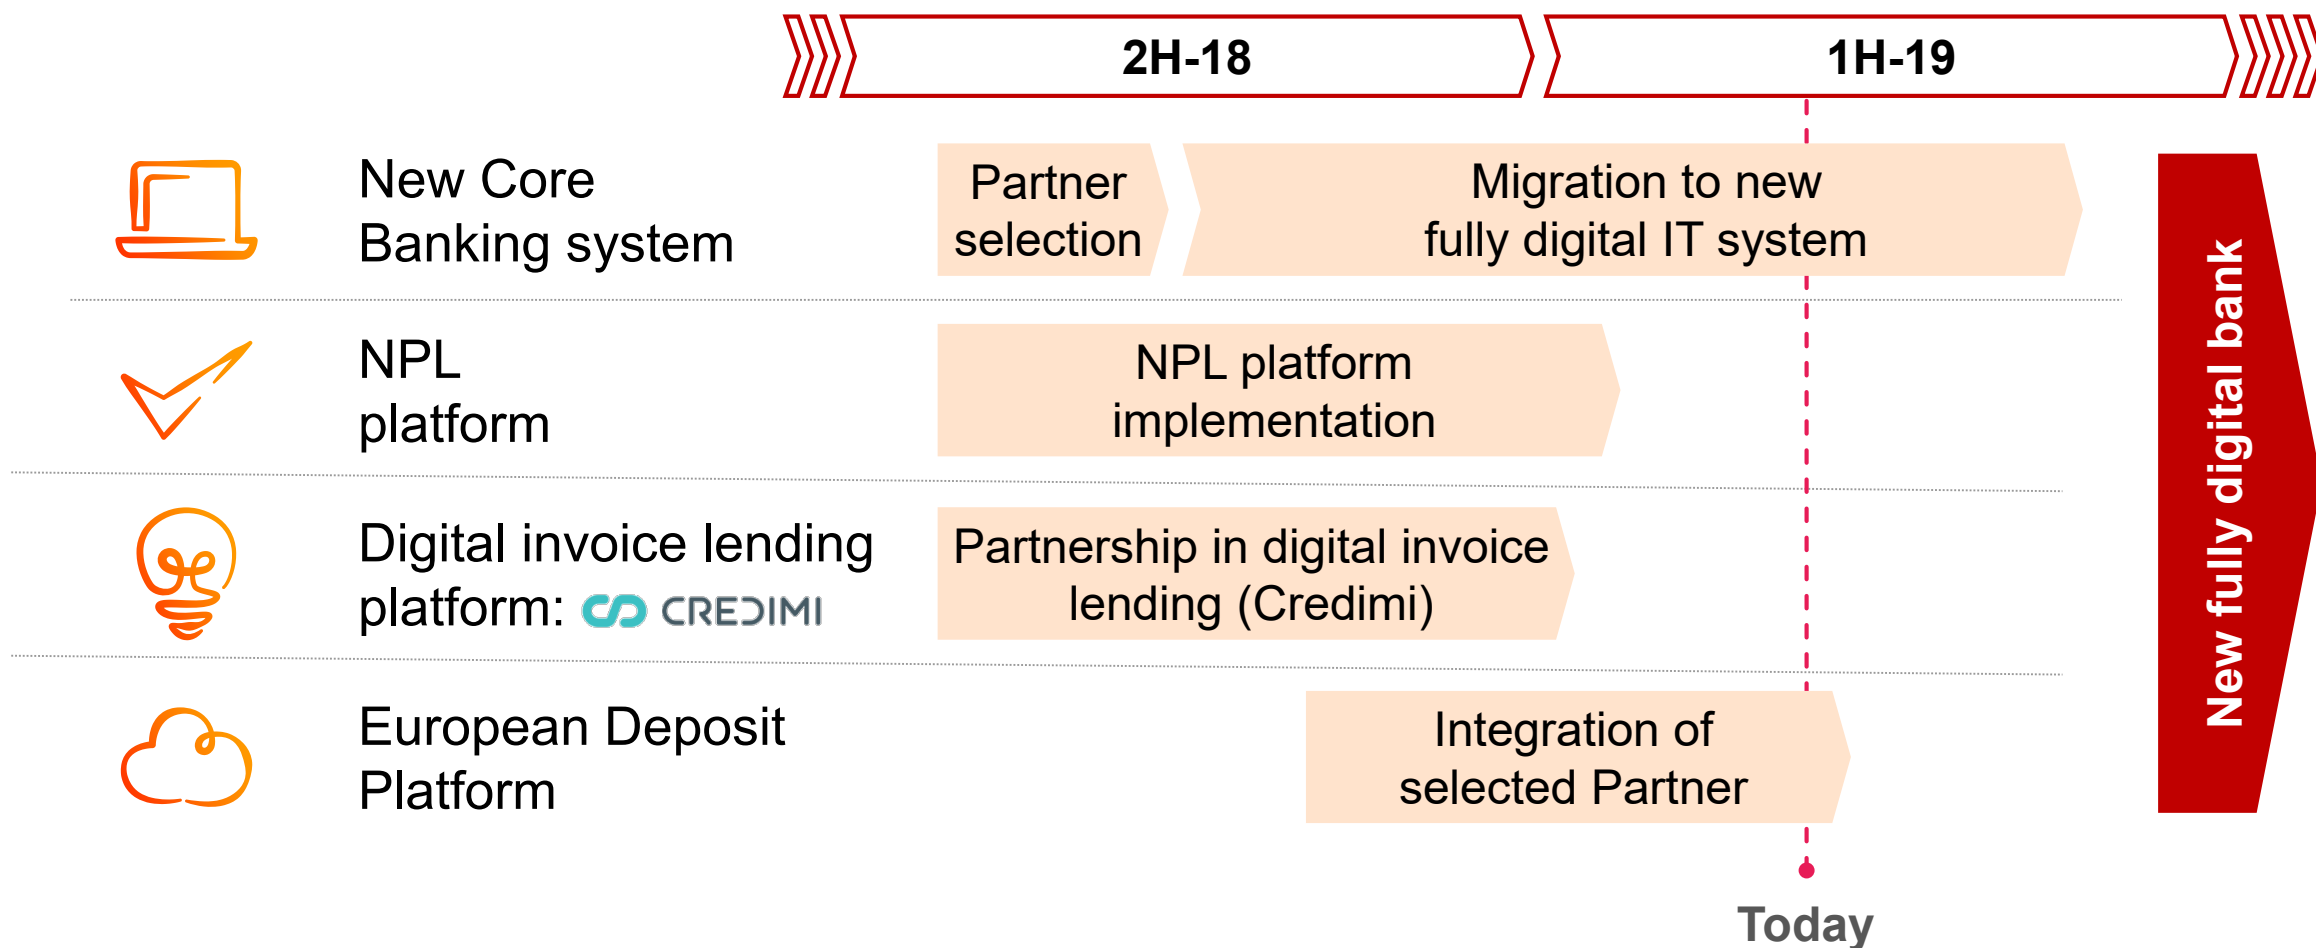 2H-18
1H-19
New Core
Banking system
Partner
selection
Migration to new
fully digital IT system
NPL
platform
NPL platform
implementation
Digital invoice lending
platform: CREDIMI
Partnership in digital invoice
lending (Credimi)
European Deposit
Platform
Integration of
selected Partner
New fully digital bank
Today